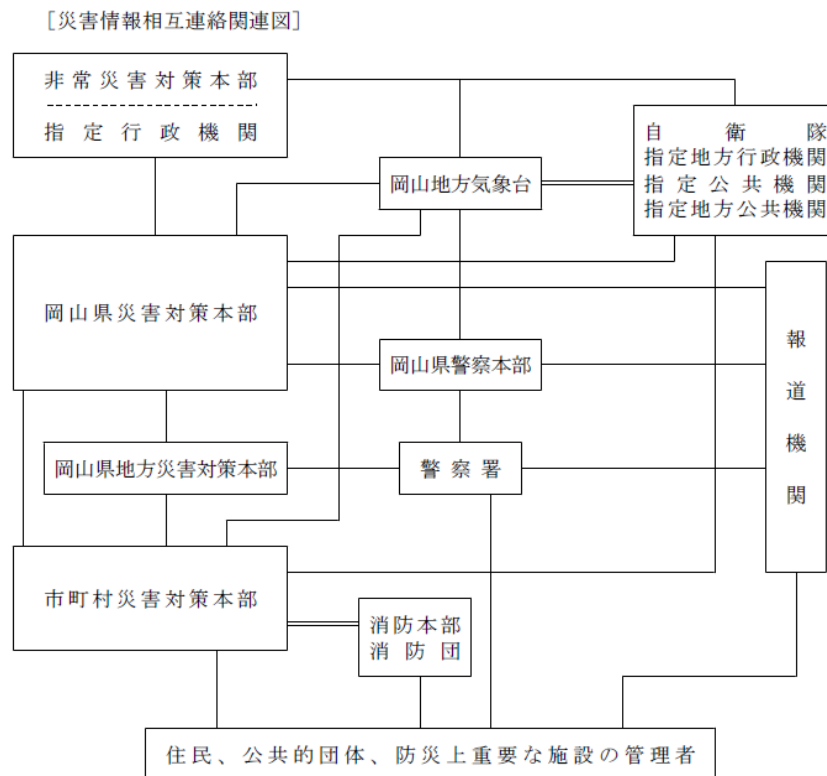 ［災害情報相互連絡関連図］
非常災害対策本部
指定行政機関
自衛隊
指定地方行政機関
指定公共機関
指定地方公共機関
岡山地方気象台
岡山県災害対策本部
岡山県警察本部
報道機関
岡山県地方災害対策本部
警察署
市町村災害対策本部
消防本部
消防団
住民、公共的団体、防災上重要な施設の管理者